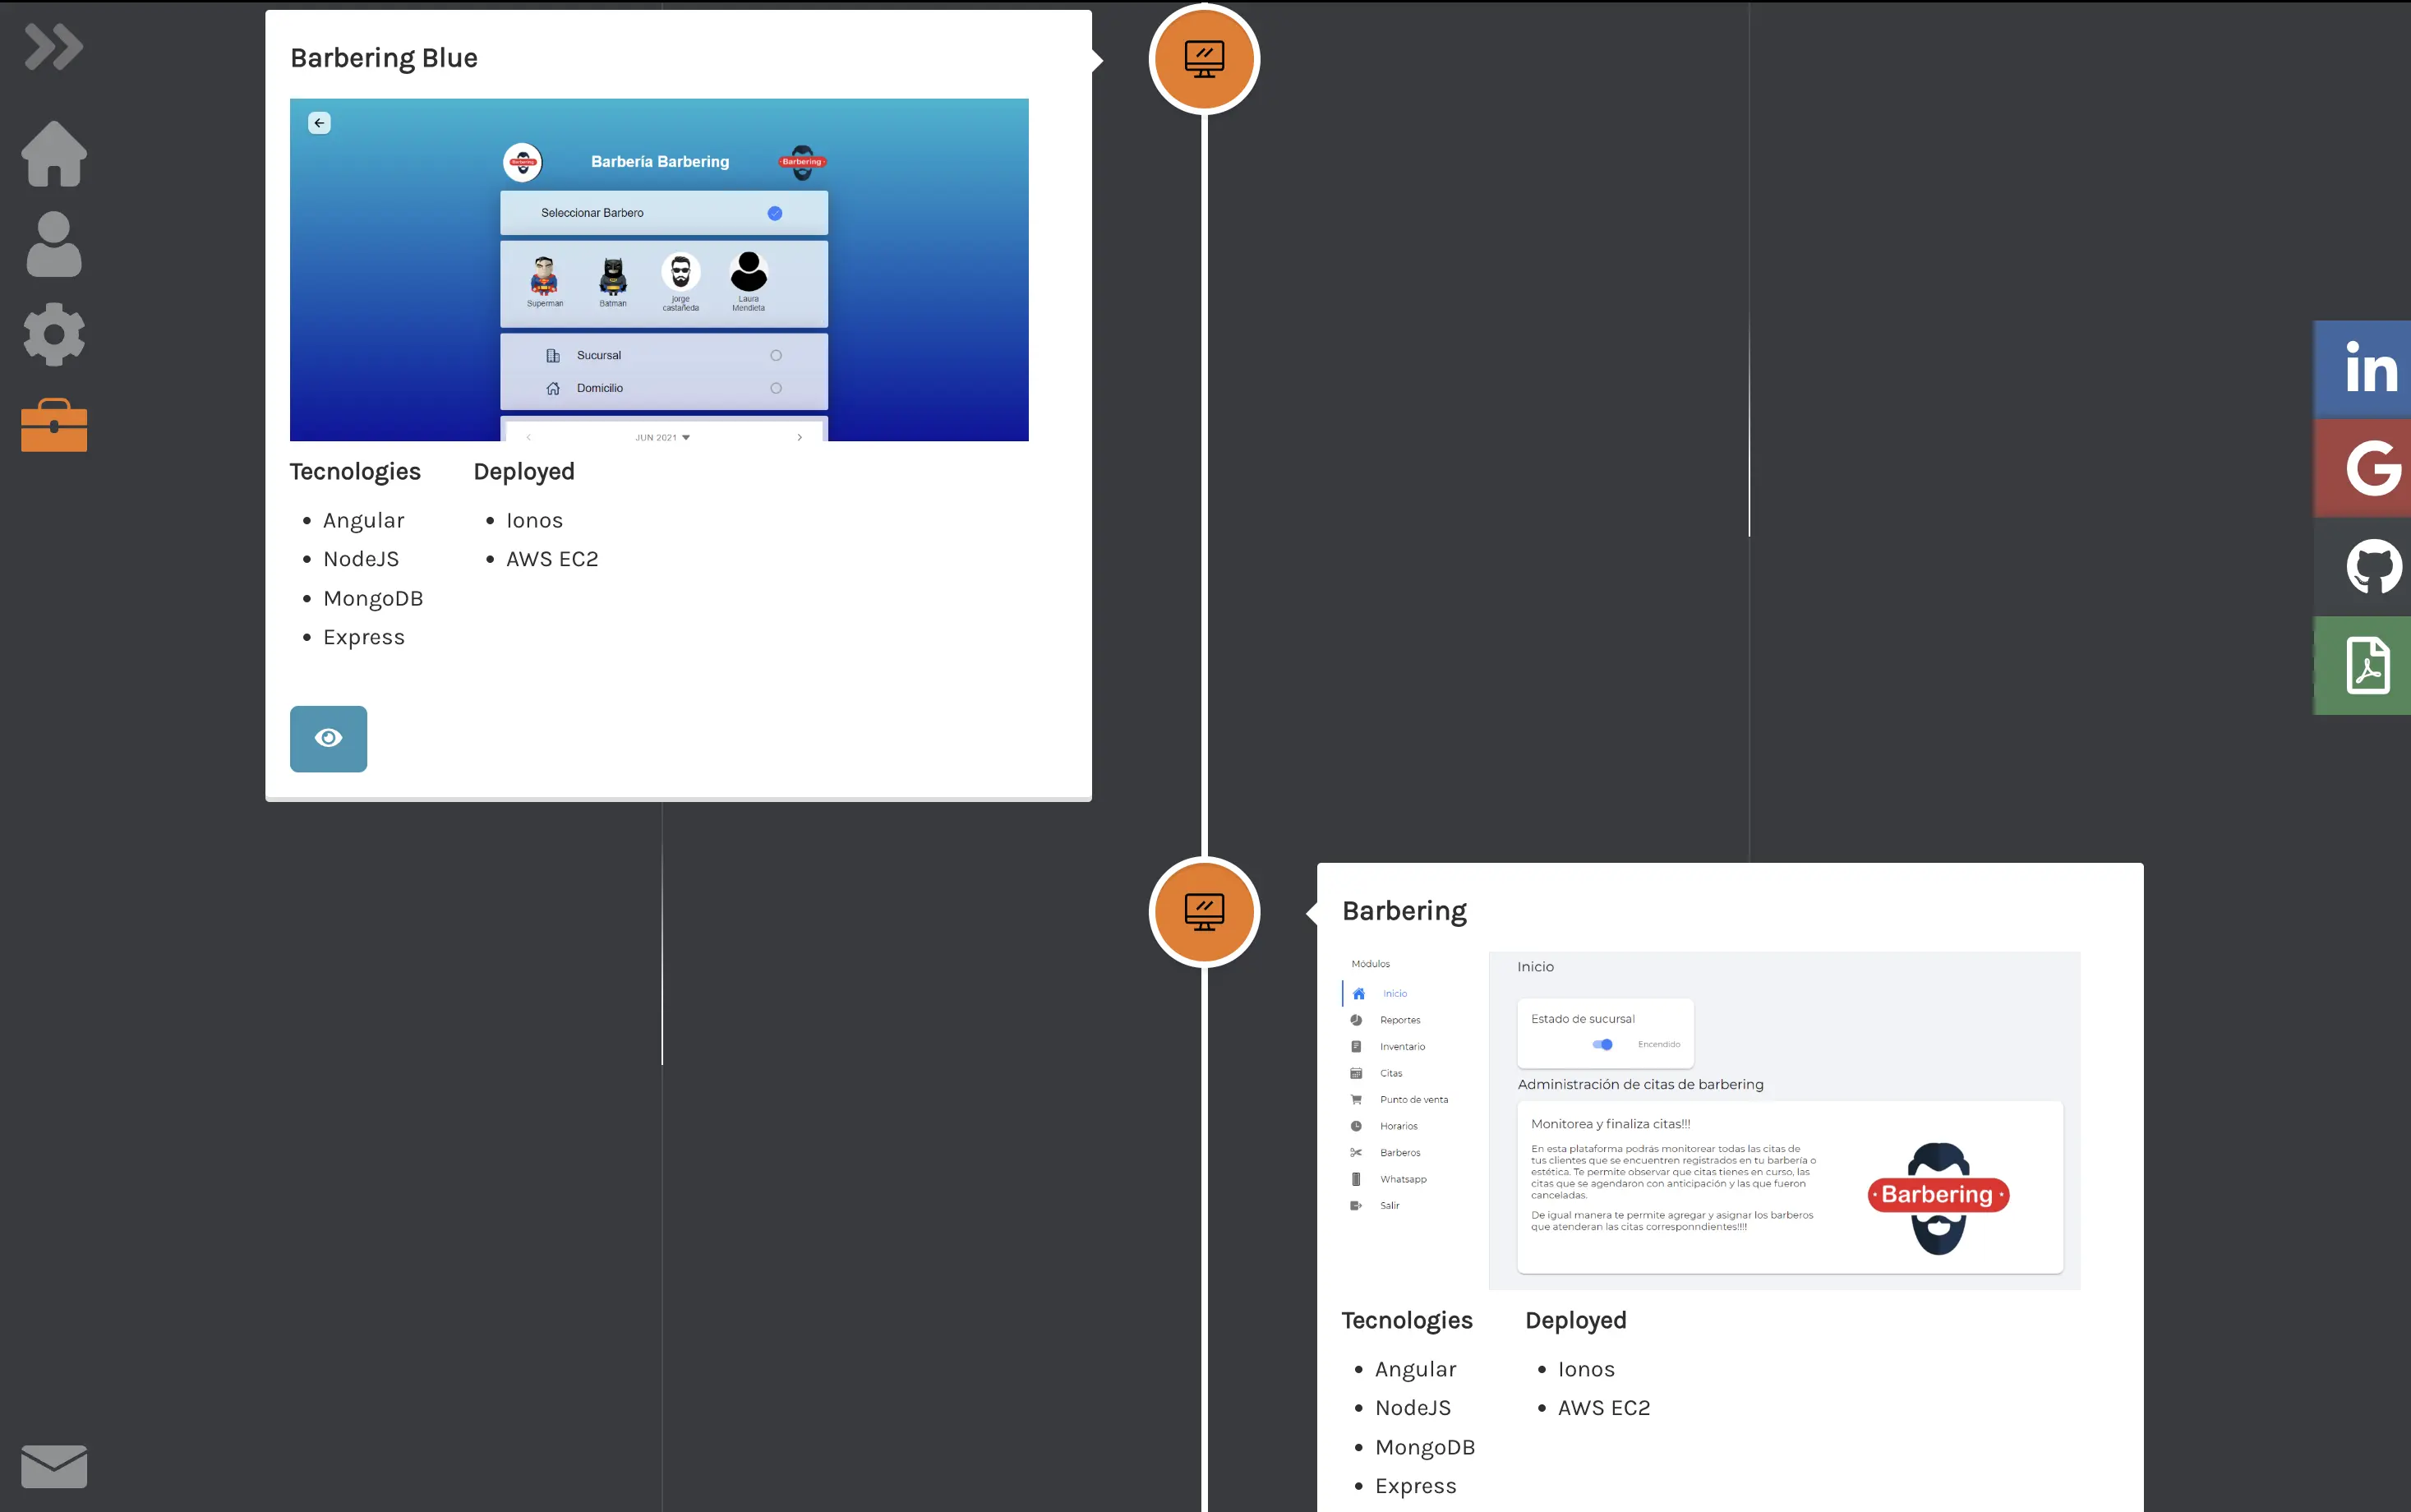 Barbering Blue
Barbering
Barbería Barbering
Barbering
Seleccionar Barbero
Superman
Batman
jorge
castañeda
Laura
Mendieta
Sucursal
Domicilio
JUN 2021
Tecnologies
Deployed
Angular
Ionos
NodeJS
AWS EC2
MongoDB
Express
in
G
Barbering
Módulos
Inicio
Reportes
Inventario
Citas
Punto de venta
Horarios
Barberos
Whatsapp
Salir
Inicio
Estado de sucursal
Encendido
Administración de citas de barbering
Monitorea y finaliza citas!!!
En esta plataforma podrás monitorear todas las citas de
tus clientes que se encuentren registrados en tu barbería o
estética. Te permite observar que citas tienes en curso, las
citas que se agendaron con anticipación y las que fueron
canceladas.
De igual manera te permite agregar y asignar los barberos
que atenderan las citas corresponndientes!!!!
Barbering
Tecnologies
Deployed
Angular
Ionos
NodeJS
AWS EC2
MongoDB
Express